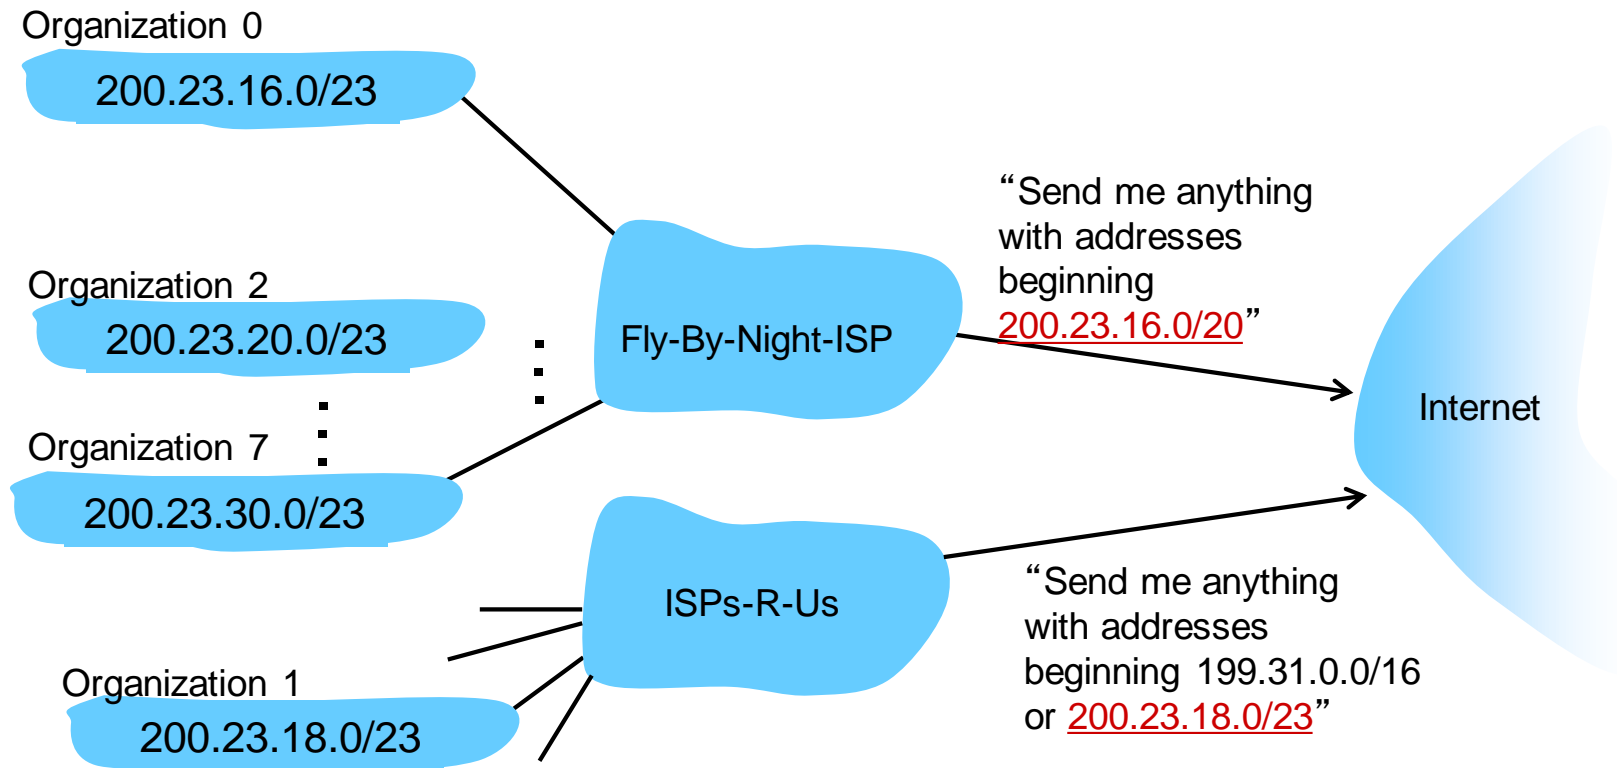 Organization 0
200.23.16.0/23
Organization 2
200.23.20.0/23
Organization 7
200.23.30.0/23
Fly-By-Night-ISP
“Send me anything
with addresses
beginning
200.23.16.0/20”
Internet
ISPs-R-Us
Organization 1
200.23.18.0/23
“Send me anything
with addresses
beginning 199.31.0.0/16
or 200.23.18.0/23”